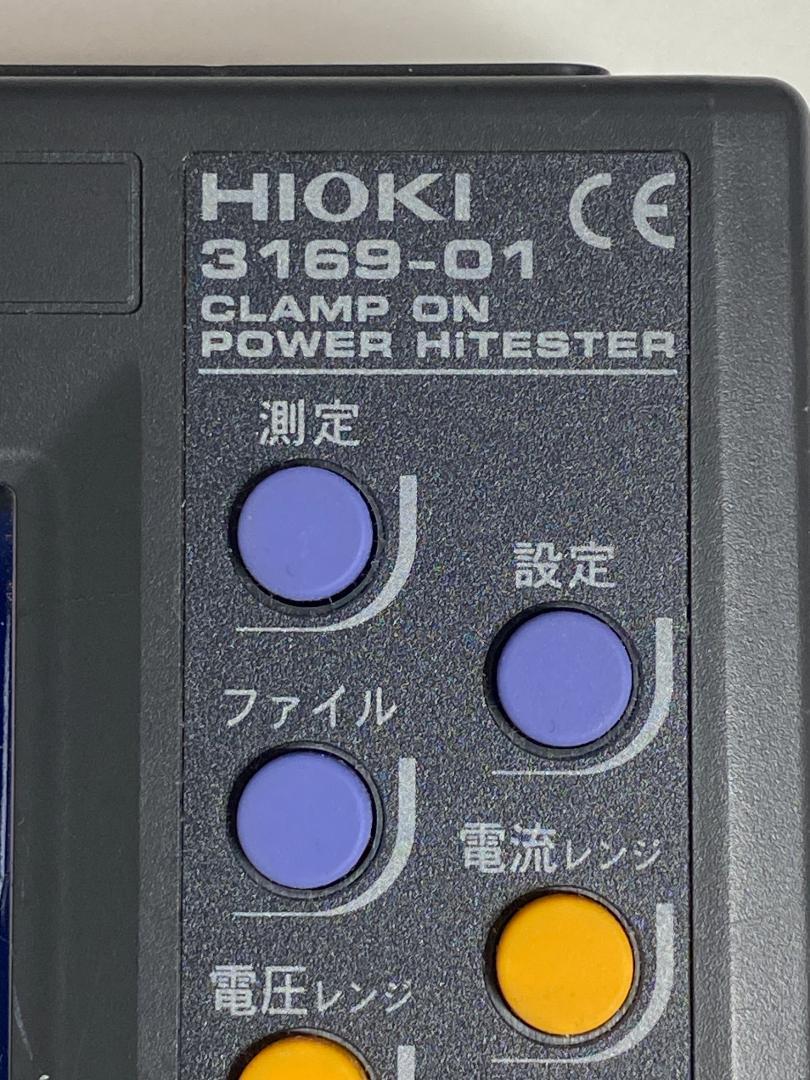 HIOKI CE
3169-01
CLAMP ON
POWER HiTESTER
測定
設定
ファイル
電流レンジ
電圧レンジ